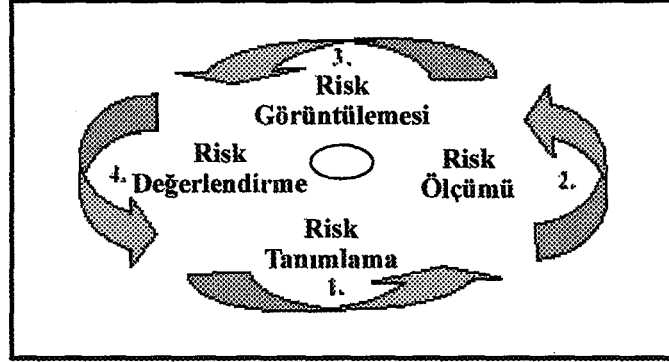 3.
Risk
Görüntülemesi
4.
Risk
Değerlendirme
Risk
Ölçümü
2.
Risk
Tanımlama
1.